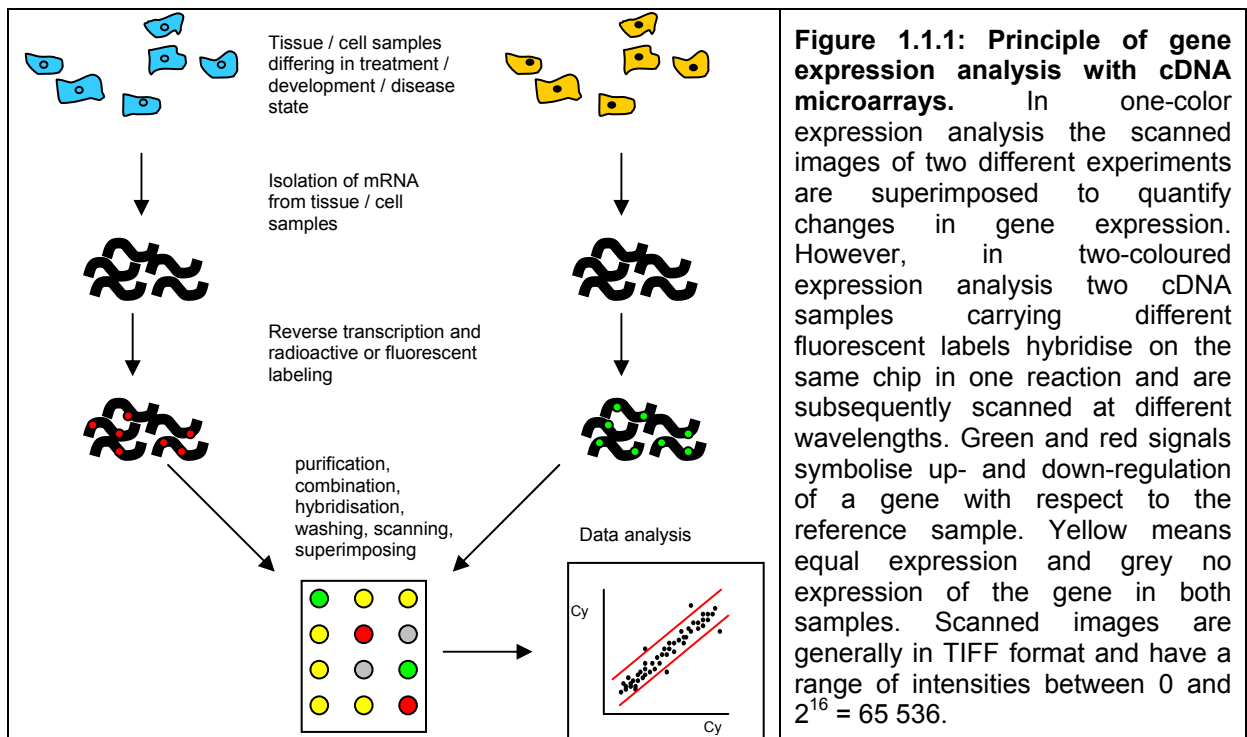 Tissue / cell samples
differing in treatment /
development / disease
state
Isolation of mRNA
from tissue / cell
samples
Reverse transcription and
radioactive or fluorescent
labeling
purification,
combination,
hybridisation,
washing, scanning,
superimposing
Data analysis
Cy
Cy
Figure 1.1.1: Principle of gene
expression analysis with cDNA
microarrays. In one-color
expression analysis the scanned
images of two different experiments
are superimposed to quantify
changes in gene expression.
However, in two-coloured
expression analysis two cDNA
samples carrying different
fluorescent labels hybridise on the
same chip in one reaction and are
subsequently scanned at different
wavelengths. Green and red signals
symbolise up- and down-regulation
of a gene with respect to the
reference sample. Yellow means
equal expression and grey no
expression of the gene in both
samples. Scanned images are
generally in TIFF format and have a
range of intensities between 0 and
2¹⁶ = 65 536.